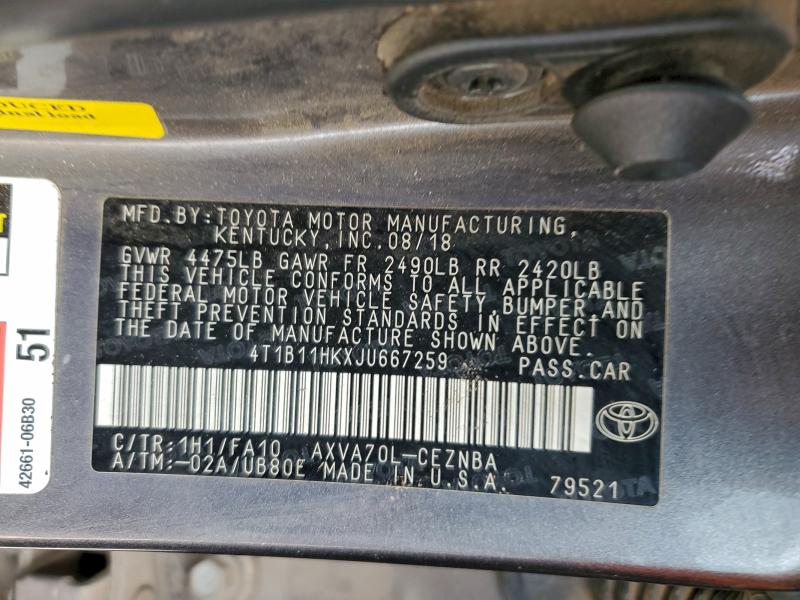 DUCED
MFD. BY: TOYOTA MOTOR MANUFACTURING,
KENTUCKY, INC. 08/18
GVWR 4475LB GAWR FR 2490LB RR 2420LB
THIS VEHICLE CONFORMS TO ALL APPLICABLE
FEDERAL MOTOR VEHICLE SAFETY, BUMPER, AND
THEFT PREVENTION STANDARDS IN EFFECT ON
THE DATE OF MANUFACTURE SHOWN ABOVE.
4T1B11HKXJU667259 PASS. CAR
C/TR: 1H1/FA10 AXVA70L-CEZNBA
A/TM: -02A/UB80E MADE IN U.S.A. 79521
51
42661-06B30